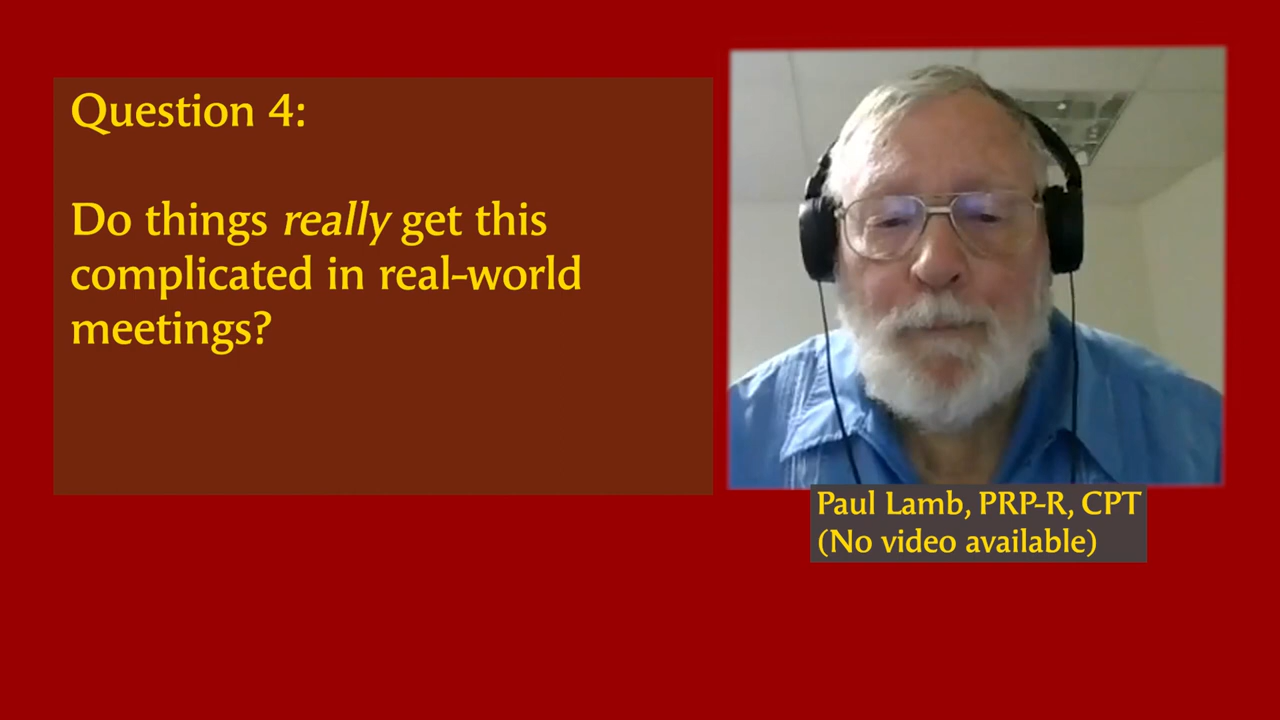 Question 4:
Do things really get this
complicated in real-world
meetings?
Paul Lamb, PRP-R, CPT
(No video available)